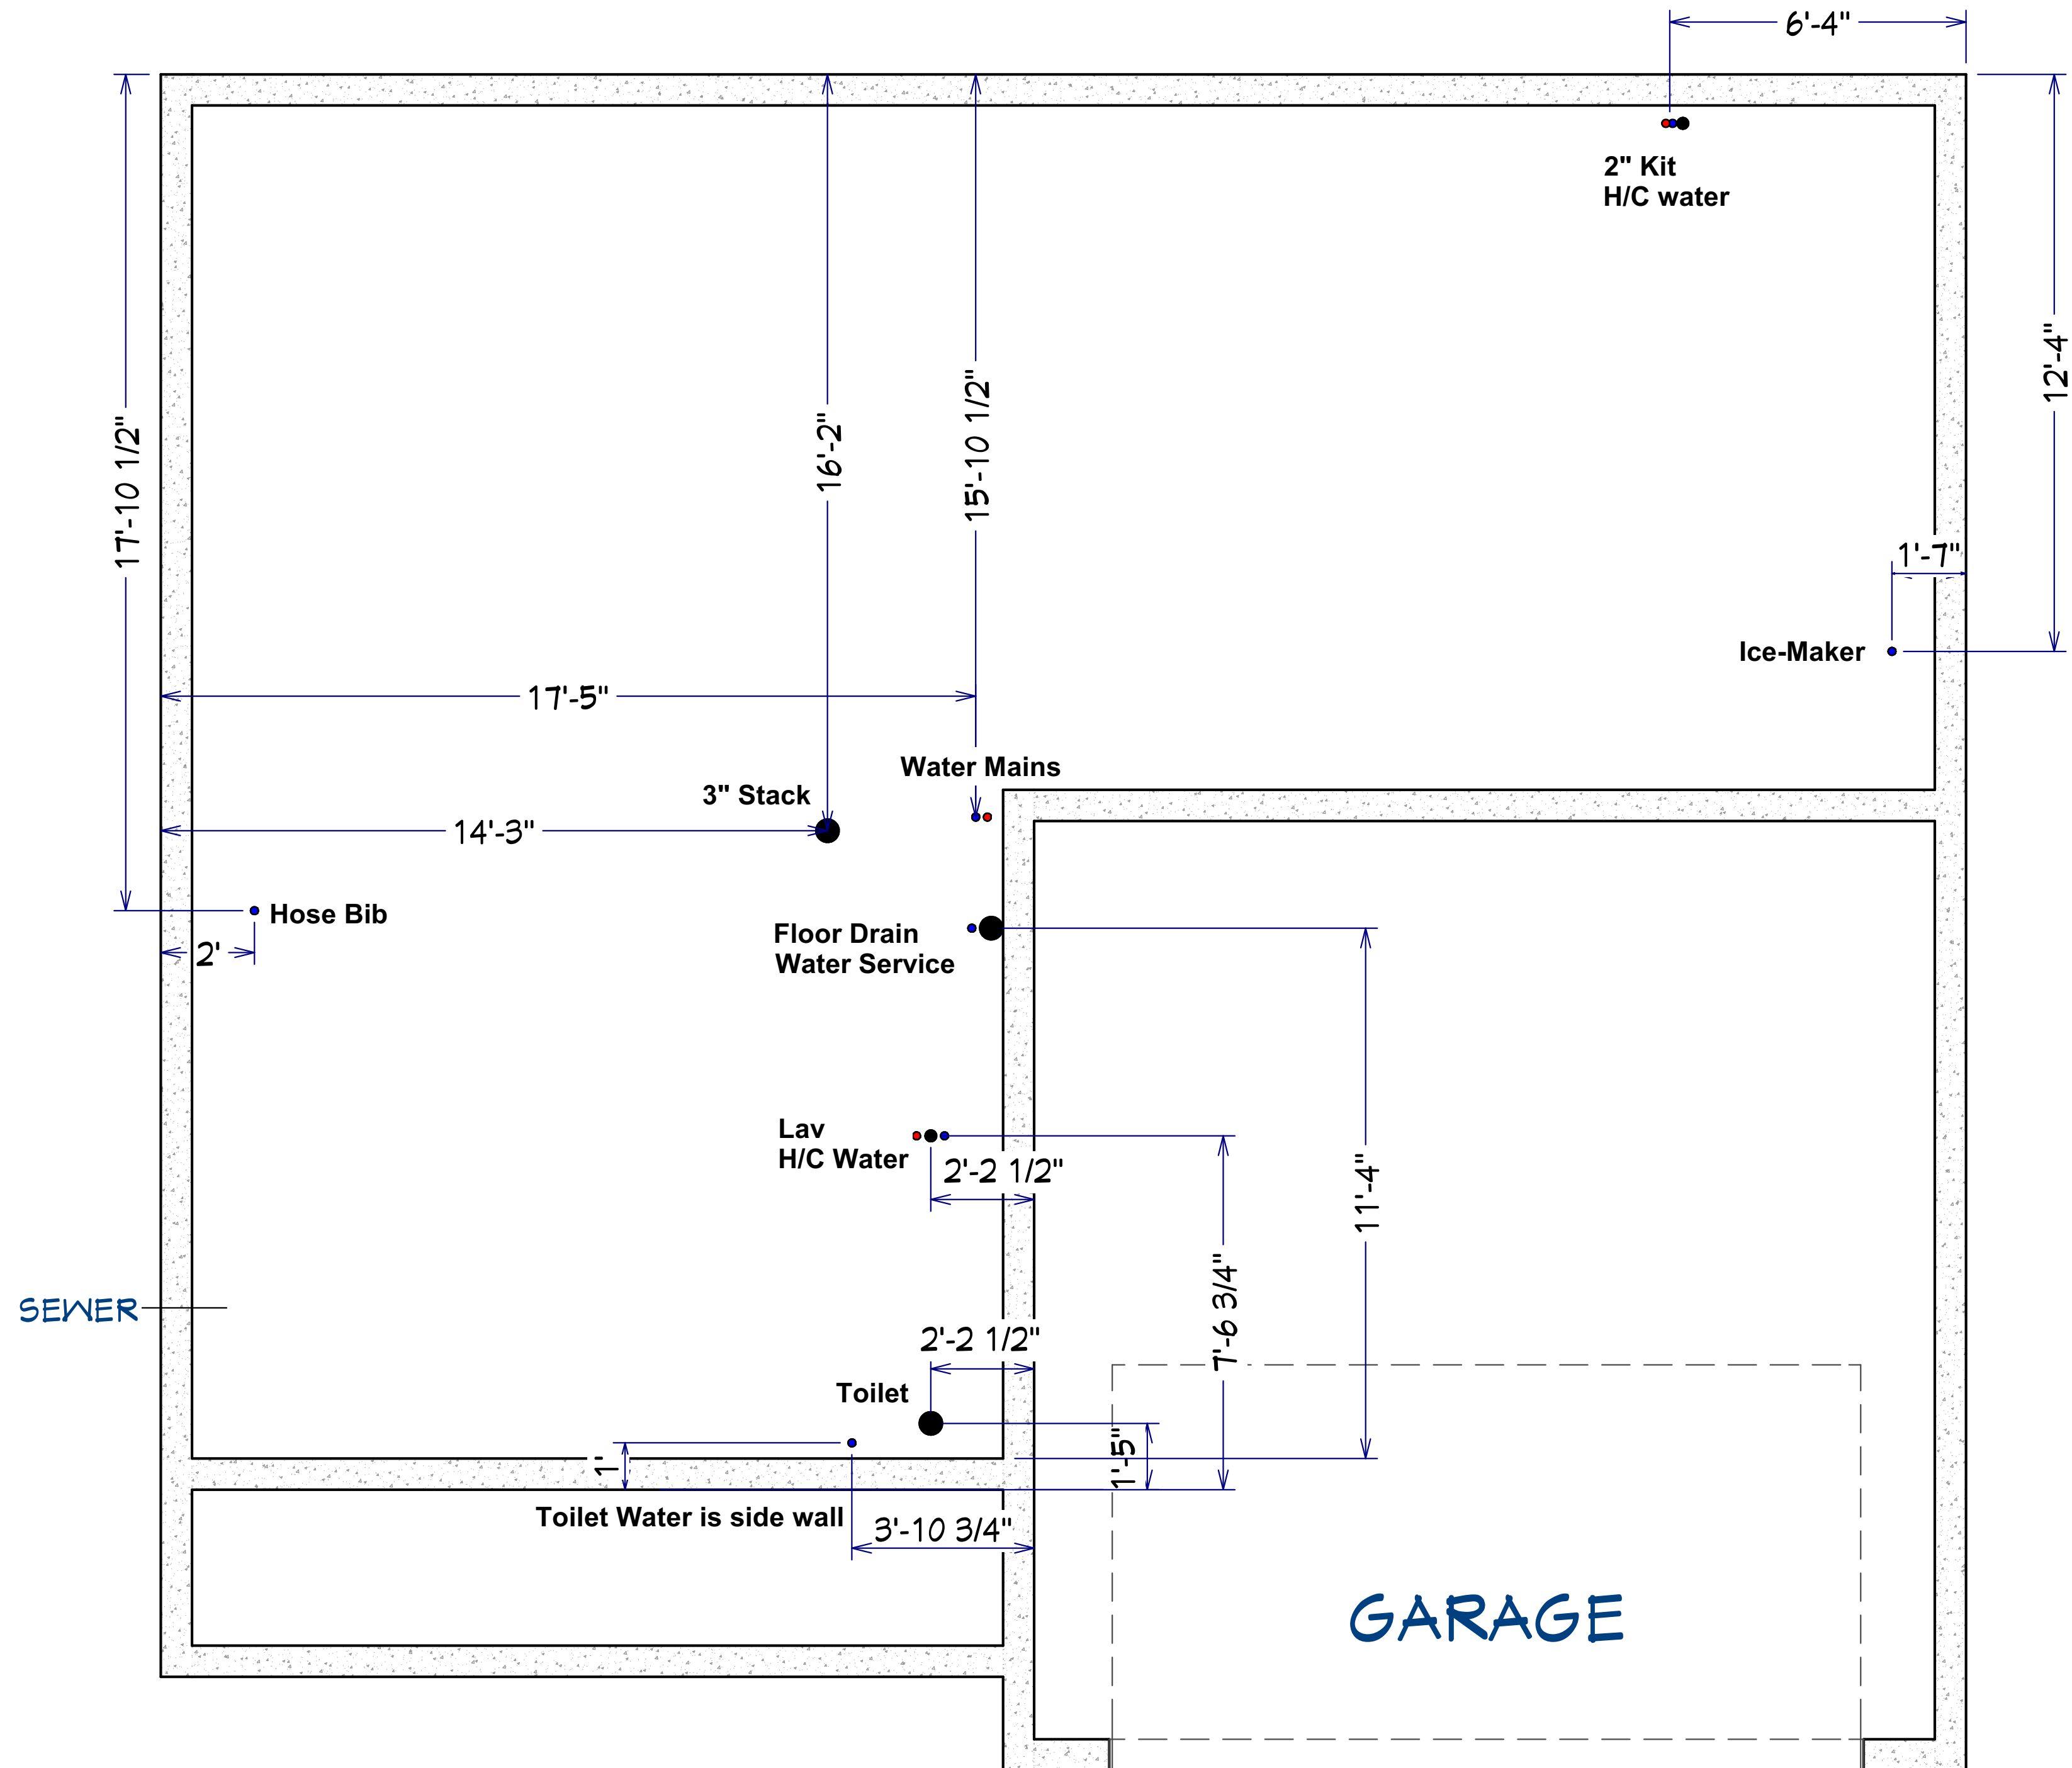 6'-4"
2" Kit
H/C water
12'-4"
17'-10 1/2"
16'-2"
15'-10 1/2"
1'-7"
Ice-Maker
17'-5"
Water Mains
3" Stack
14'-3"
Hose Bib
2'
Floor Drain
Water Service
Lav
H/C Water
2'-2 1/2"
11'-4"
7'-6 3/4"
SEWER
2'-2 1/2"
Toilet
1'-5"
1'
Toilet Water is side wall
3'-10 3/4"
GARAGE